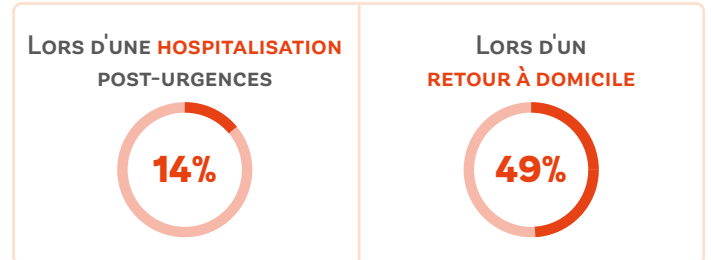 Lors d'une hospitalisation
post-urgences
14%
Lors d'un
retour à domicile
49%